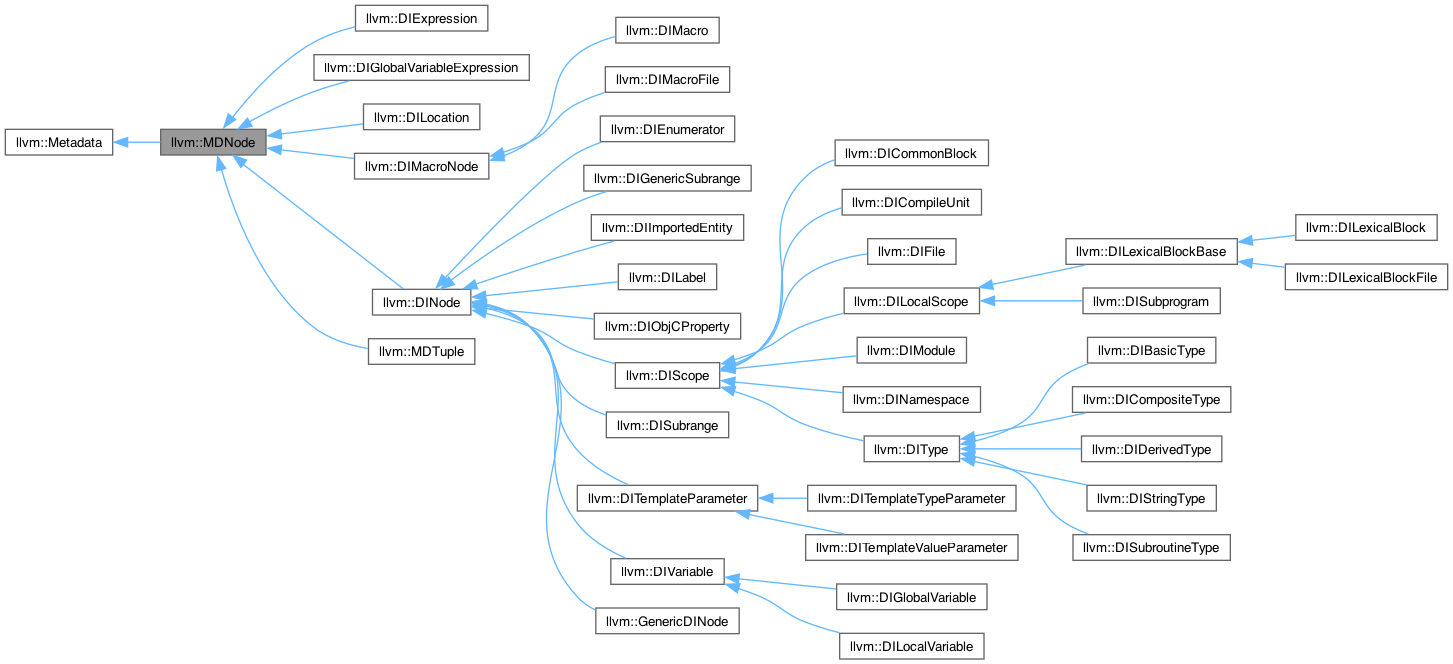 llvm::Metadata
llvm::MDNode
llvm::DIExpression
llvm::DIGlobalVariableExpression
llvm::DILocation
llvm::DIMacroNode
llvm::DINode
llvm::MDTuple
llvm::DIMacro
llvm::DIMacroFile
llvm::DIEnumerator
llvm::DIGenericSubrange
llvm::DIImportedEntity
llvm::DILabel
llvm::DIObjCProperty
llvm::DIScope
llvm::DISubrange
llvm::DITemplateParameter
llvm::DIVariable
llvm::GenericDINode
llvm::DICommonBlock
llvm::DICompileUnit
llvm::DIFile
llvm::DILocalScope
llvm::DIModule
llvm::DINamespace
llvm::DIType
llvm::DITemplateTypeParameter
llvm::DITemplateValueParameter
llvm::DIGlobalVariable
llvm::DILocalVariable
llvm::DILexicalBlockBase
llvm::DISubprogram
llvm::DIBasicType
llvm::DICompositeType
llvm::DIDerivedType
llvm::DIStringType
llvm::DISubroutineType
llvm::DILexicalBlock
llvm::DILexicalBlockFile